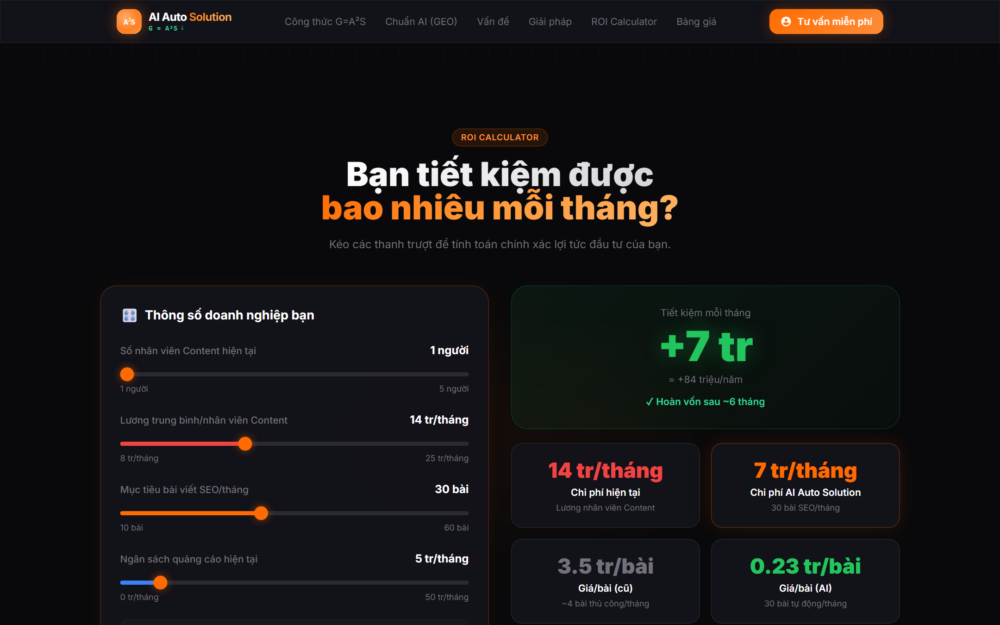 A²S
AI Auto Solution
G = A²S ↓
Công thức G=A²S
Chuẩn AI (GEO)
Vấn đề
Giải pháp
ROI Calculator
Bảng giá
Tư vấn miễn phí
ROI CALCULATOR
Bạn tiết kiệm được
bao nhiêu mỗi tháng?
Kéo các thanh trượt để tính toán chính xác lợi tức đầu tư của bạn.
Thông số doanh nghiệp bạn
Số nhân viên Content hiện tại
1 người
1 người
5 người
Lương trung bình/nhân viên Content
14 tr/tháng
8 tr/tháng
25 tr/tháng
Mục tiêu bài viết SEO/tháng
30 bài
10 bài
60 bài
Ngân sách quảng cáo hiện tại
5 tr/tháng
0 tr/tháng
50 tr/tháng
Tiết kiệm mỗi tháng
+7 tr
= +84 triệu/năm
✓ Hoàn vốn sau ~6 tháng
14 tr/tháng
Chi phí hiện tại
Lương nhân viên Content
7 tr/tháng
Chi phí AI Auto Solution
30 bài SEO/tháng
3.5 tr/bài
Giá/bài (cũ)
~4 bài thủ công/tháng
0.23 tr/bài
Giá/bài (AI)
30 bài tự động/tháng